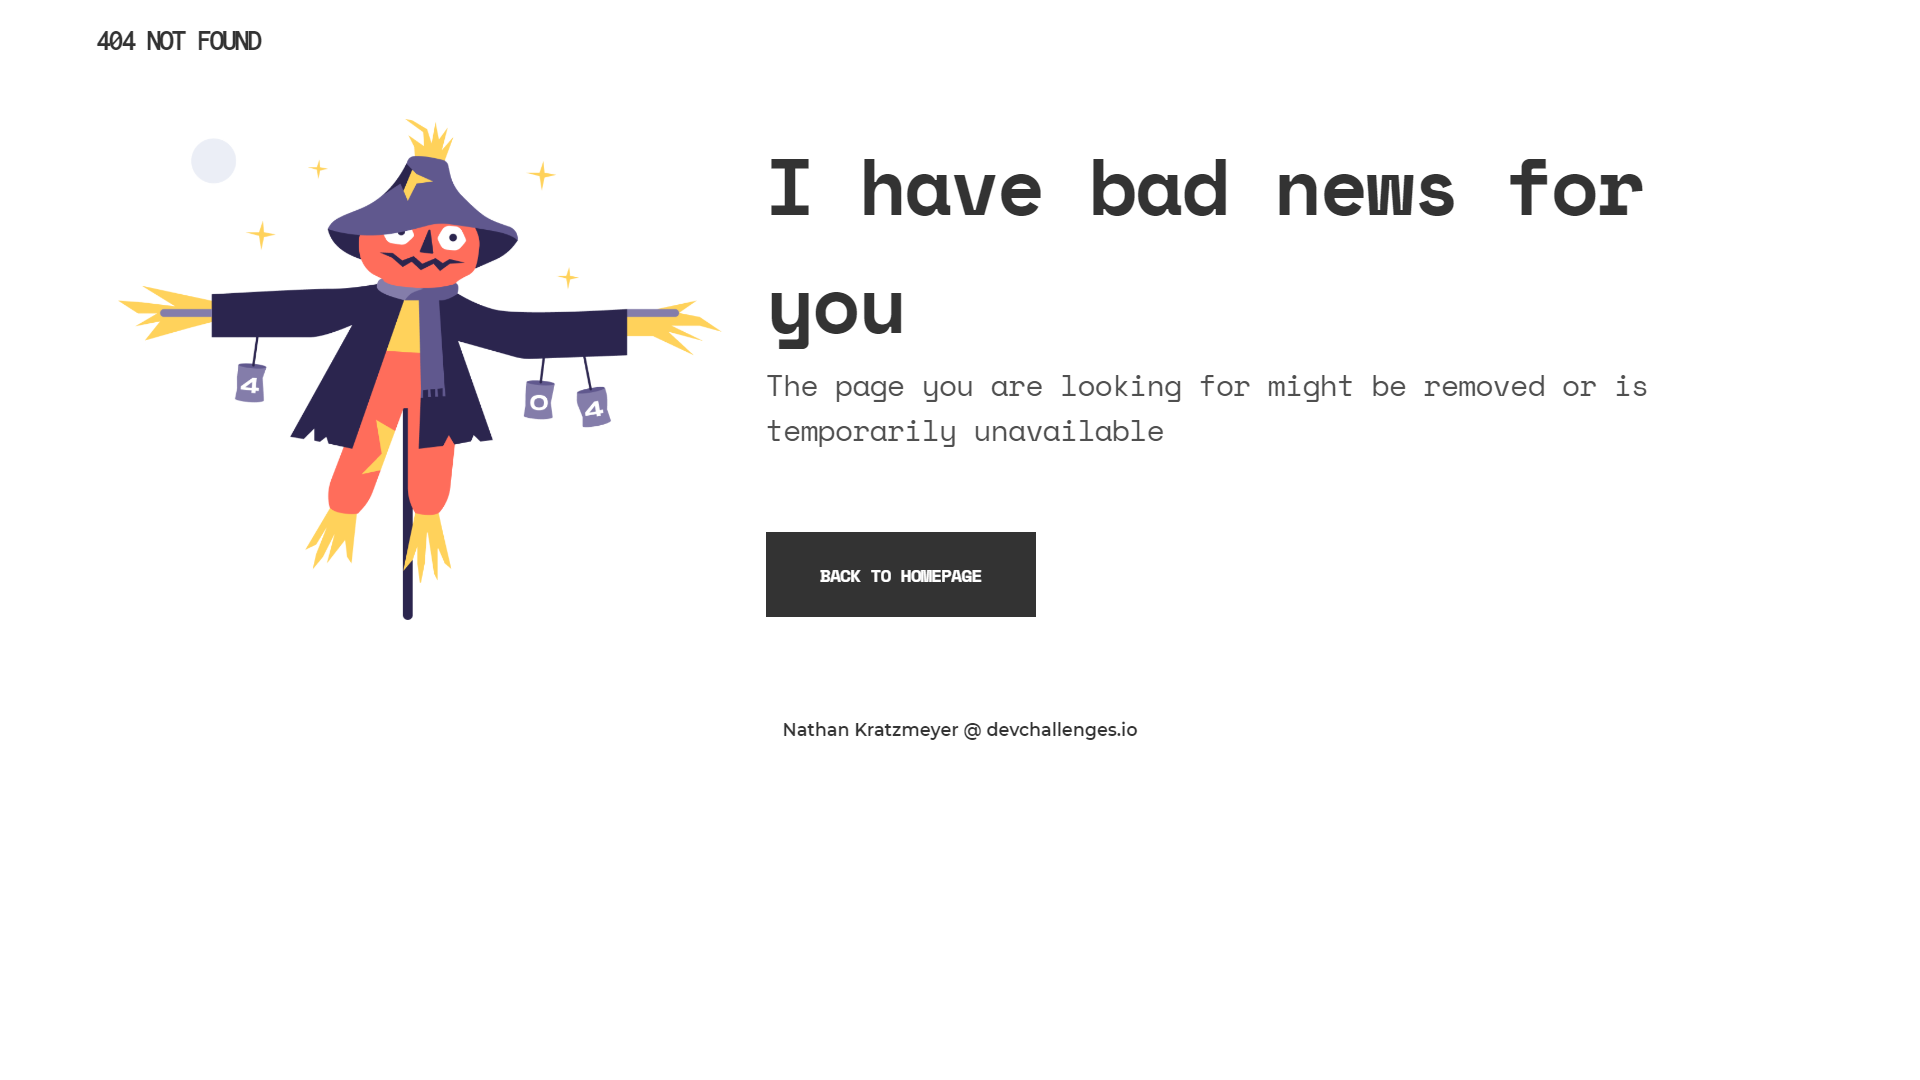 404 NOT FOUND
4
0
4
I have bad news for
you
The page you are looking for might be removed or is
temporarily unavailable
BACK TO HOMEPAGE
Nathan Kratzmeyer @ devchallenges.io